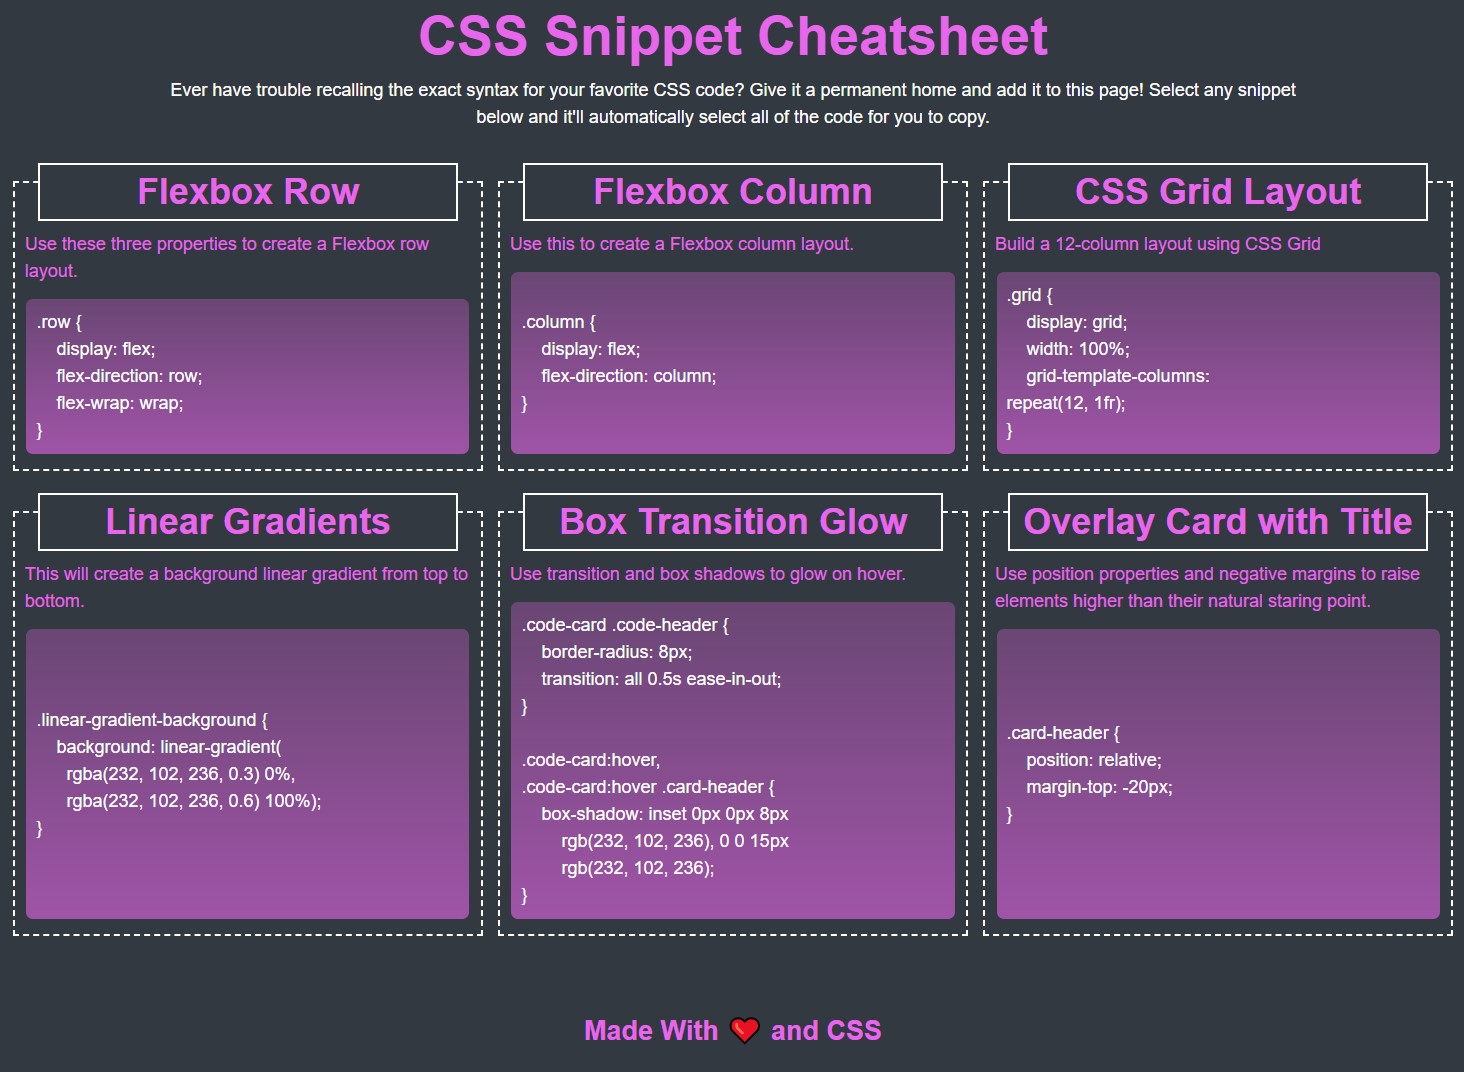 CSS Snippet Cheatsheet
Ever have trouble recalling the exact syntax for your favorite CSS code? Give it a permanent home and add it to this page! Select any snippet
below and it'll automatically select all of the code for you to copy.
Flexbox Row
Use these three properties to create a Flexbox row
layout.
.row {
    display: flex;
    flex-direction: row;
    flex-wrap: wrap;
}
Flexbox Column
Use this to create a Flexbox column layout.
.column {
    display: flex;
    flex-direction: column;
}
CSS Grid Layout
Build a 12-column layout using CSS Grid
.grid {
    display: grid;
    width: 100%;
    grid-template-columns:
repeat(12, 1fr);
}
Linear Gradients
This will create a background linear gradient from top to
bottom.
.linear-gradient-background {
    background: linear-gradient(
      rgba(232, 102, 236, 0.3) 0%,
      rgba(232, 102, 236, 0.6) 100%);
}
Box Transition Glow
Use transition and box shadows to glow on hover.
.code-card .code-header {
    border-radius: 8px;
    transition: all 0.5s ease-in-out;
}
.code-card:hover,
.code-card:hover .card-header {
    box-shadow: inset 0px 0px 8px
        rgb(232, 102, 236), 0 0 15px
        rgb(232, 102, 236);
}
Overlay Card with Title
Use position properties and negative margins to raise
elements higher than their natural staring point.
.card-header {
    position: relative;
    margin-top: -20px;
}
Made With ❤️ and CSS